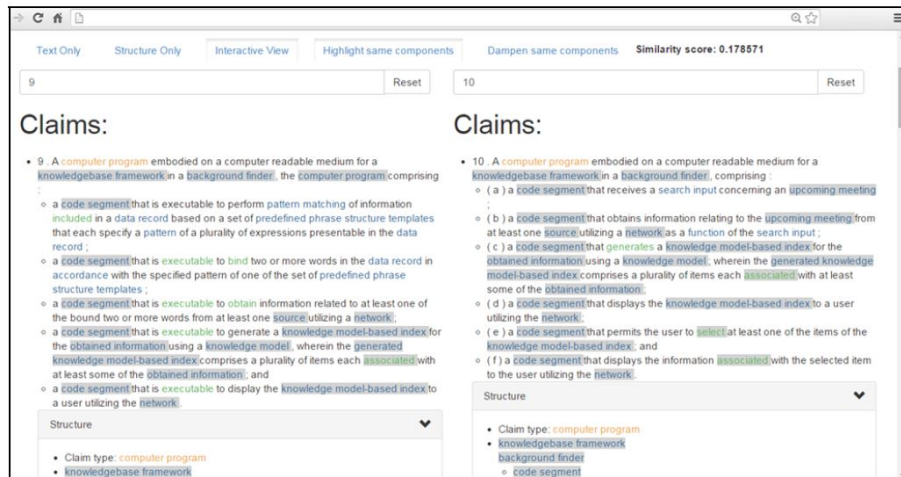 Text Only Structure Only Interactive View Highlight same components Dampen same components Similarity score: 0.178571
9 Reset
Claims:
• 9 . A computer program embodied on a computer readable medium for a
knowledgebase framework in a background finder , the computer program comprising
:
a code segment that is executable to perform pattern matching of information
included in a data record based on a set of predefined phrase structure templates
that each specify a pattern of a plurality of expressions presentable in the data
record ;
a code segment that is executable to bind two or more words in the data record in
accordance with the specified pattern of one of the set of predefined phrase
structure templates ;
a code segment that is executable to obtain information related to at least one of
the bound two or more words from at least one source utilizing a network ;
a code segment that is executable to generate a knowledge model-based index for
the obtained information using a knowledge model , wherein the generated
knowledge model-based index comprises a plurality of items each associated with
at least some of the obtained information ; and
a code segment that is executable to display the knowledge model-based index to
a user utilizing the network .
Structure
• Claim type: computer program
• knowledgebase framework
10 Reset
Claims:
• 10 . A computer program embodied on a computer readable medium for a
knowledgebase framework in a background finder , comprising :
( a ) a code segment that receives a search input concerning an upcoming meeting
;
( b ) a code segment that obtains information relating to the upcoming meeting from
at least one source utilizing a network as a function of the search input ;
( c ) a code segment that generates a knowledge model-based index for the
obtained information using a knowledge model ; wherein the generated knowledge
model-based index comprises a plurality of items each associated with at least
some of the obtained information ;
( d ) a code segment that displays the knowledge model-based index to a user
utilizing the network ;
( e ) a code segment that permits the user to select at least one of the items of the
knowledge model-based index ; and
( f ) a code segment that displays the information associated with the selected item
to the user utilizing the network .
Structure
• Claim type: computer program
• knowledgebase framework
background finder
code segment